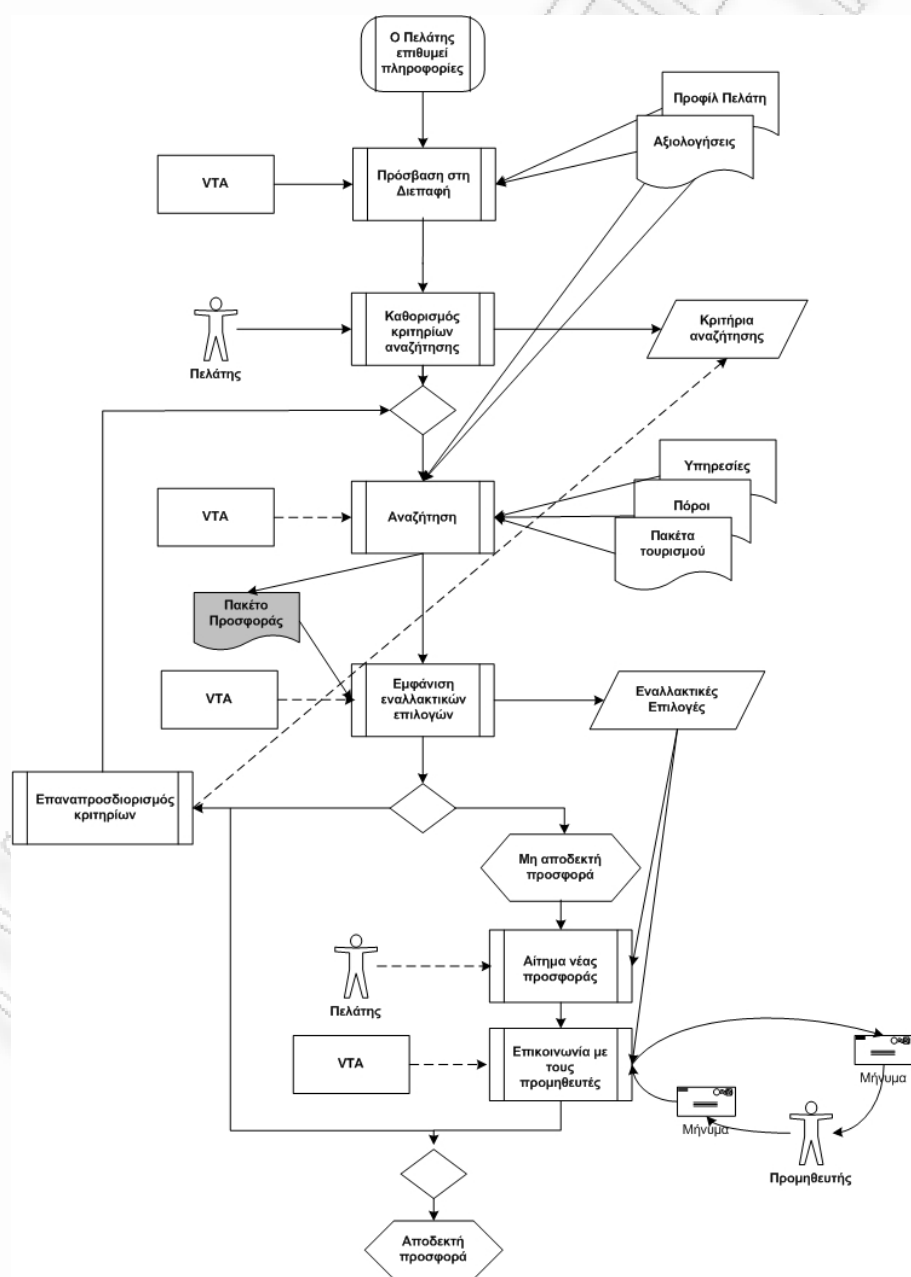 Ο Πελάτης
επιθυμεί
πληροφορίες
Προφίλ Πελάτη
Αξιολογήσεις
VTA
Πρόσβαση στη
Διεπαφή
Καθορισμός
κριτηρίων
αναζήτησης
Κριτήρια
αναζήτησης
Πελάτης
Υπηρεσίες
Πόροι
Πακέτα
τουρισμού
VTA
Αναζήτηση
Πακέτο
Προσφοράς
VTA
Εμφάνιση
εναλλακτικών
επιλογών
Εναλλακτικές
Επιλογές
Επαναπροσδιορισμός
κριτηρίων
Μη αποδεκτή
προσφορά
Αίτημα νέας
προσφοράς
Πελάτης
VTA
Επικοινωνία με
τους
προμηθευτές
Μήνυμα
Μήνυμα
Προμηθευτής
Αποδεκτή
προσφορά